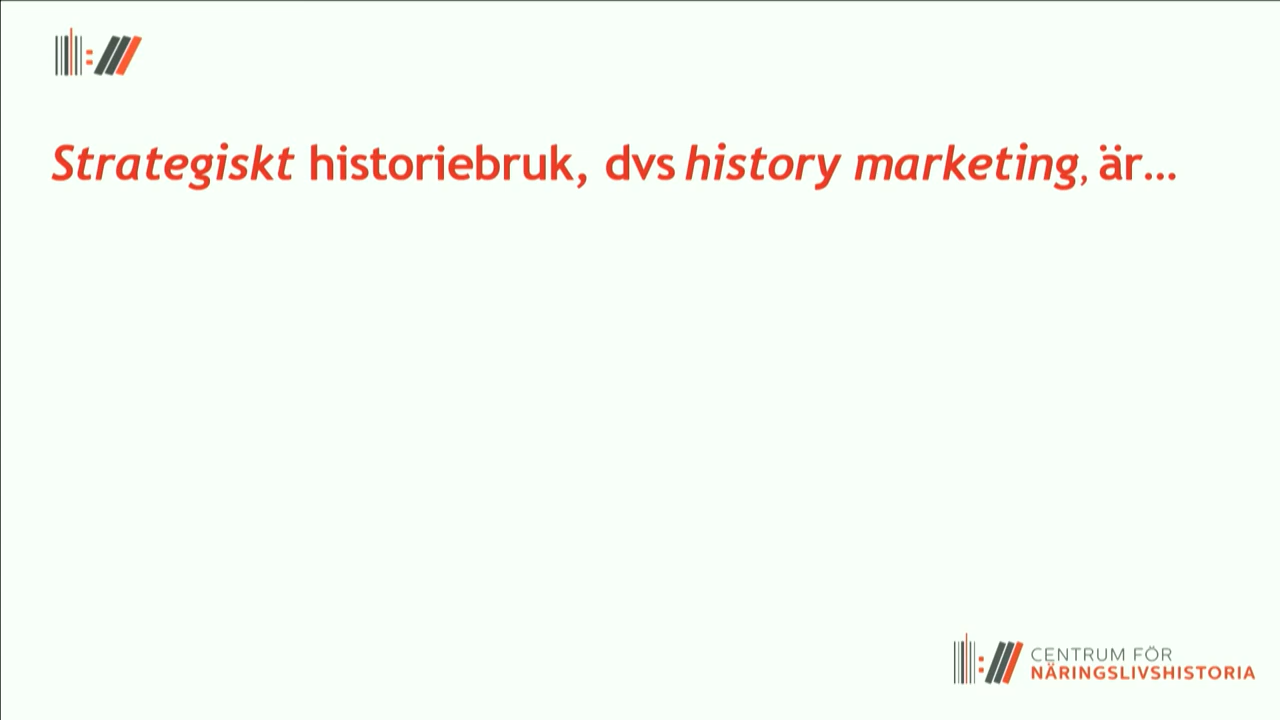 Strategiskt historiebruk, dvs history marketing, är...
CENTRUM FÖR
NÄRINGSLIVSHISTORIA